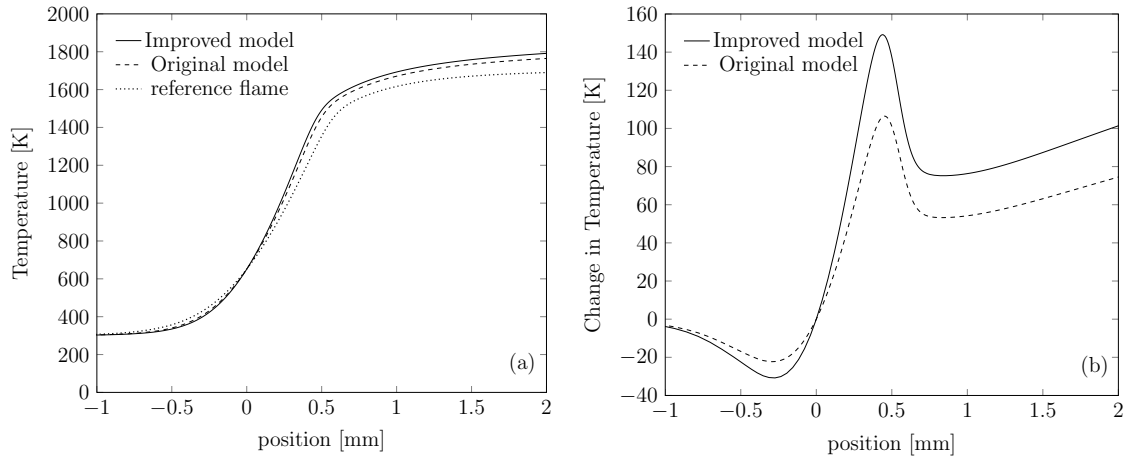 2000
1800
1600
1400
1200
1000
800
600
400
200
0
Temperature [K]
Improved model
Original model
reference flame
(a)
−1 −0.5 0 0.5 1 1.5 2
position [mm]
160
140
120
100
80
60
40
20
0
−20
−40
Change in Temperature [K]
Improved model
Original model
(b)
−1 −0.5 0 0.5 1 1.5 2
position [mm]